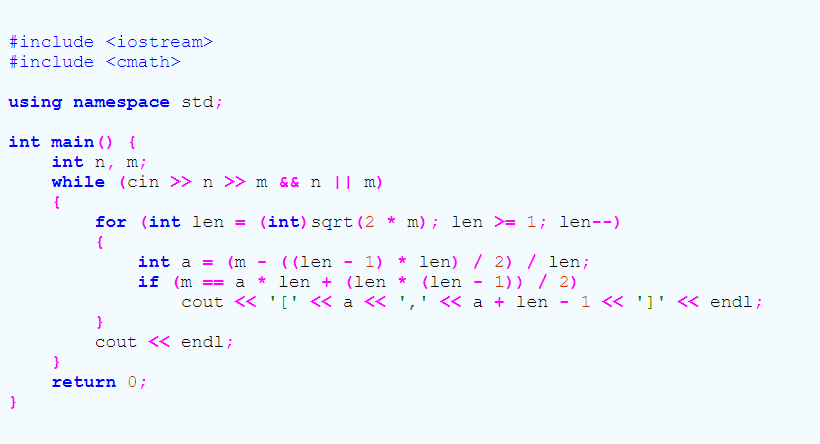 #include <iostream>
#include <cmath>
using namespace std;
int main() {
    int n, m;
    while (cin >> n >> m && n || m)
    {
        for (int len = (int)sqrt(2 * m); len >= 1; len--)
        {
            int a = (m - ((len - 1) * len) / 2) / len;
            if (m == a * len + (len * (len - 1)) / 2)
                cout << '[' << a << ',' << a + len - 1 << ']' << endl;
        }
        cout << endl;
    }
    return 0;
}